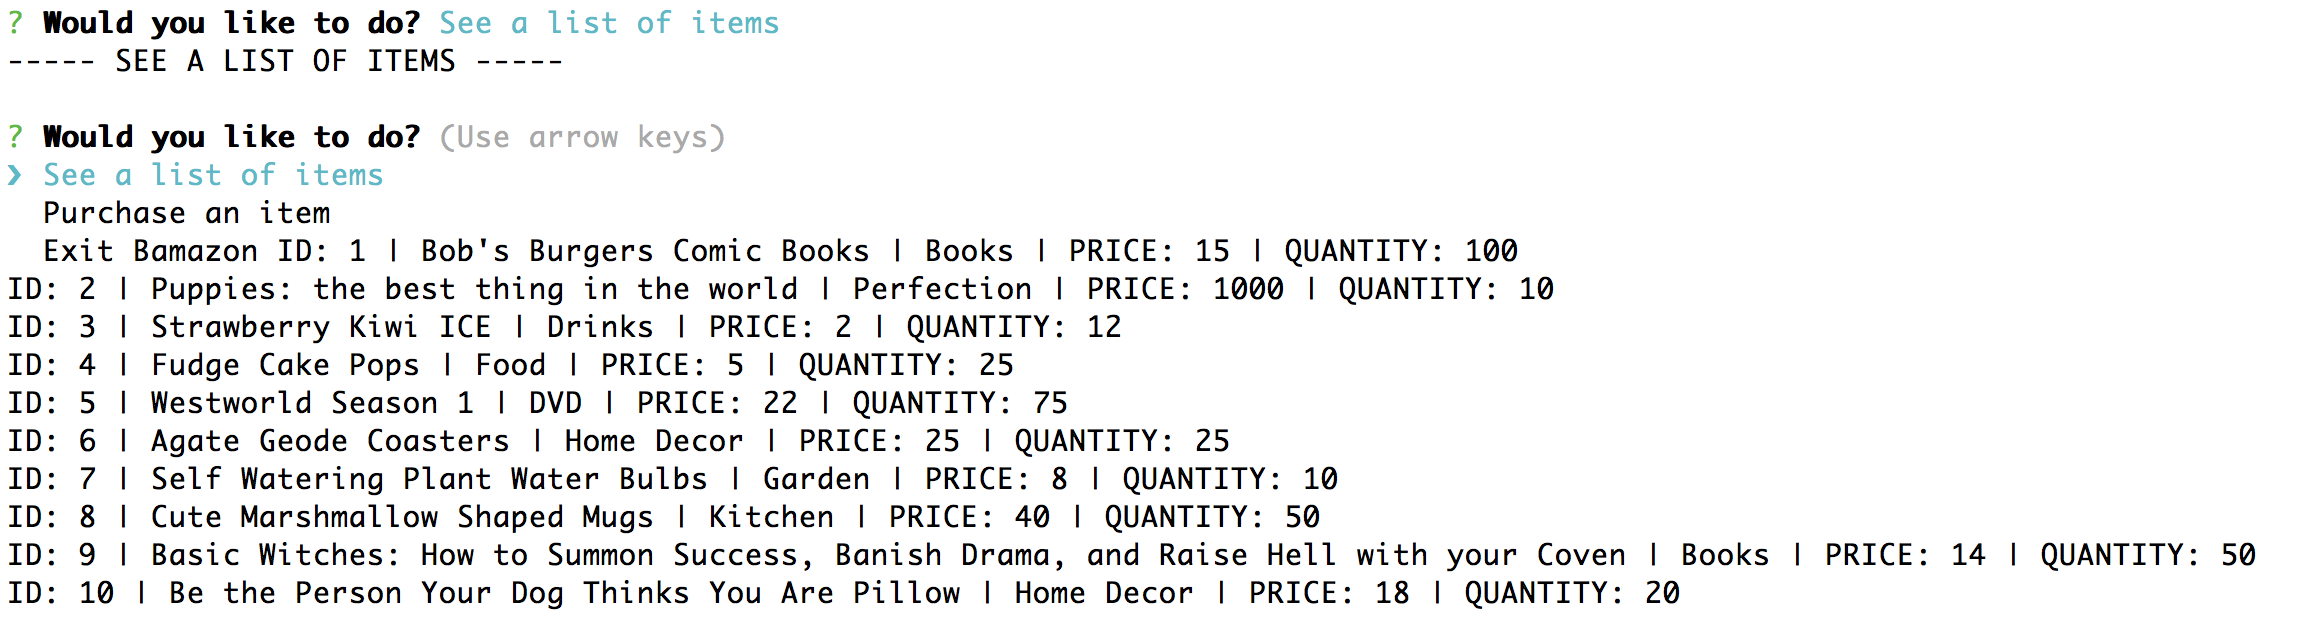 ? Would you like to do? See a list of items
----- SEE A LIST OF ITEMS -----
? Would you like to do? (Use arrow keys)
❯ See a list of items
Purchase an item
Exit Bamazon ID: 1 | Bob's Burgers Comic Books | Books | PRICE: 15 | QUANTITY: 100
ID: 2 | Puppies: the best thing in the world | Perfection | PRICE: 1000 | QUANTITY: 10
ID: 3 | Strawberry Kiwi ICE | Drinks | PRICE: 2 | QUANTITY: 12
ID: 4 | Fudge Cake Pops | Food | PRICE: 5 | QUANTITY: 25
ID: 5 | Westworld Season 1 | DVD | PRICE: 22 | QUANTITY: 75
ID: 6 | Agate Geode Coasters | Home Decor | PRICE: 25 | QUANTITY: 25
ID: 7 | Self Watering Plant Water Bulbs | Garden | PRICE: 8 | QUANTITY: 10
ID: 8 | Cute Marshmallow Shaped Mugs | Kitchen | PRICE: 40 | QUANTITY: 50
ID: 9 | Basic Witches: How to Summon Success, Banish Drama, and Raise Hell with your Coven | Books | PRICE: 14 | QUANTITY: 50
ID: 10 | Be the Person Your Dog Thinks You Are Pillow | Home Decor | PRICE: 18 | QUANTITY: 20